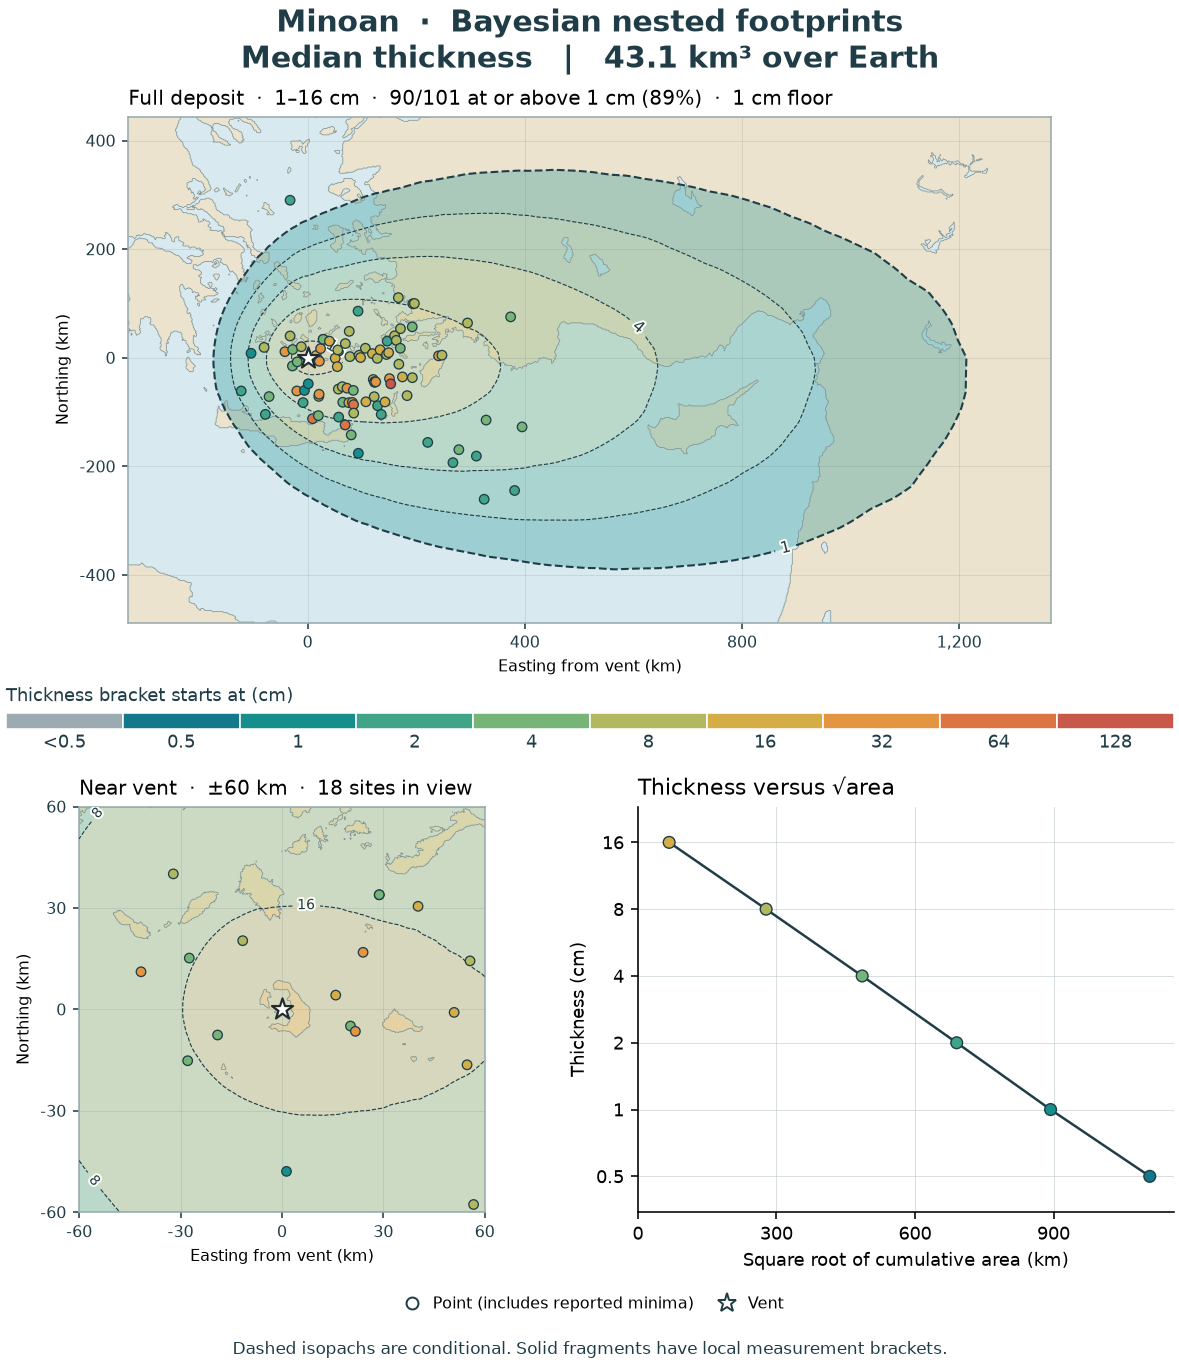 Minoan · Bayesian nested footprints
Median thickness | 43.1 km³ over Earth
Full deposit · 1–16 cm · 90/101 at or above 1 cm (89%) · 1 cm floor
400
200
0
-200
-400
Northing (km)
4
1
0
400
800
1,200
Easting from vent (km)
Thickness bracket starts at (cm)
<0.5
0.5
1
2
4
8
16
32
64
128
Near vent · ±60 km · 18 sites in view
60
30
0
-30
-60
Northing (km)
8
16
8
-60
-30
0
30
60
Easting from vent (km)
Thickness versus √area
16
8
4
2
1
0.5
Thickness (cm)
0
300
600
900
Square root of cumulative area (km)
Point (includes reported minima)
Vent
Dashed isopachs are conditional. Solid fragments have local measurement brackets.